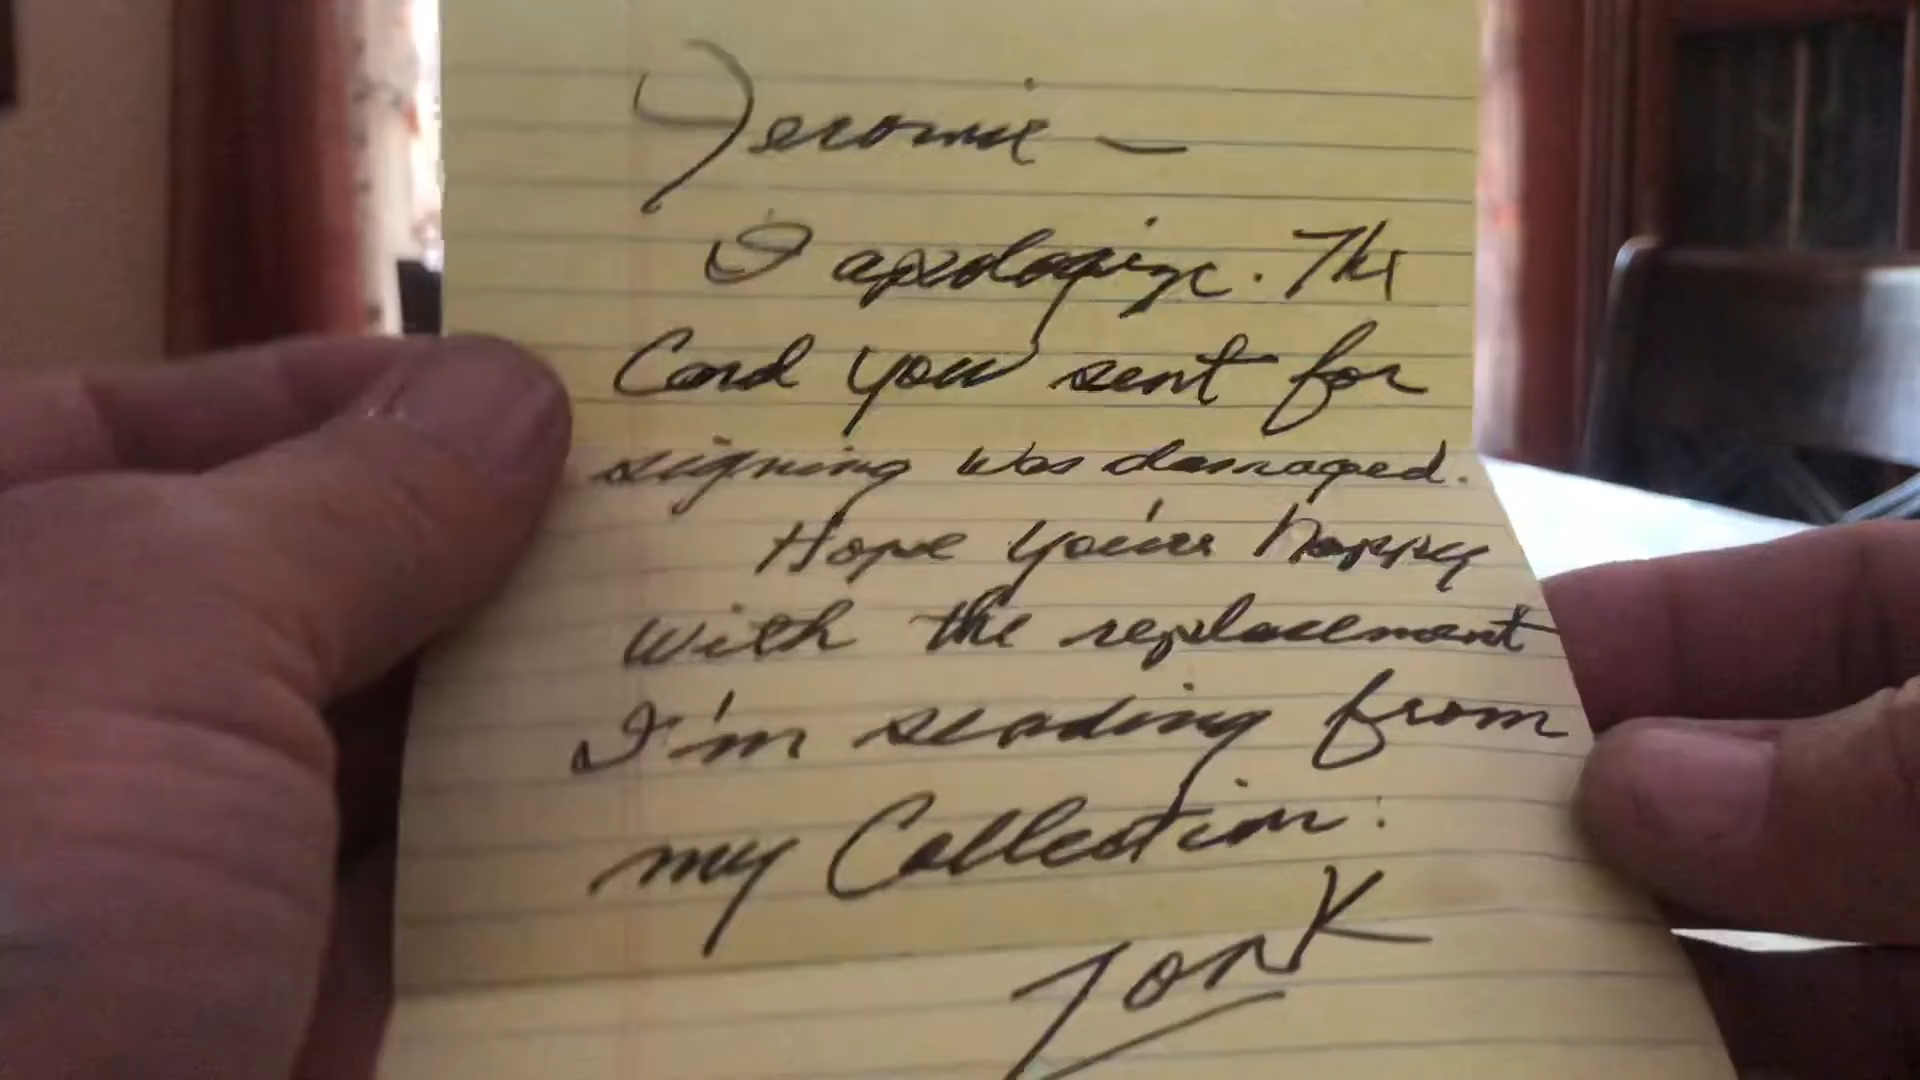 Jerome —
I apologize. The
Card you sent for
signing was damaged.
Hope you're happy
with the replacement
I'm sending from
my Collection.